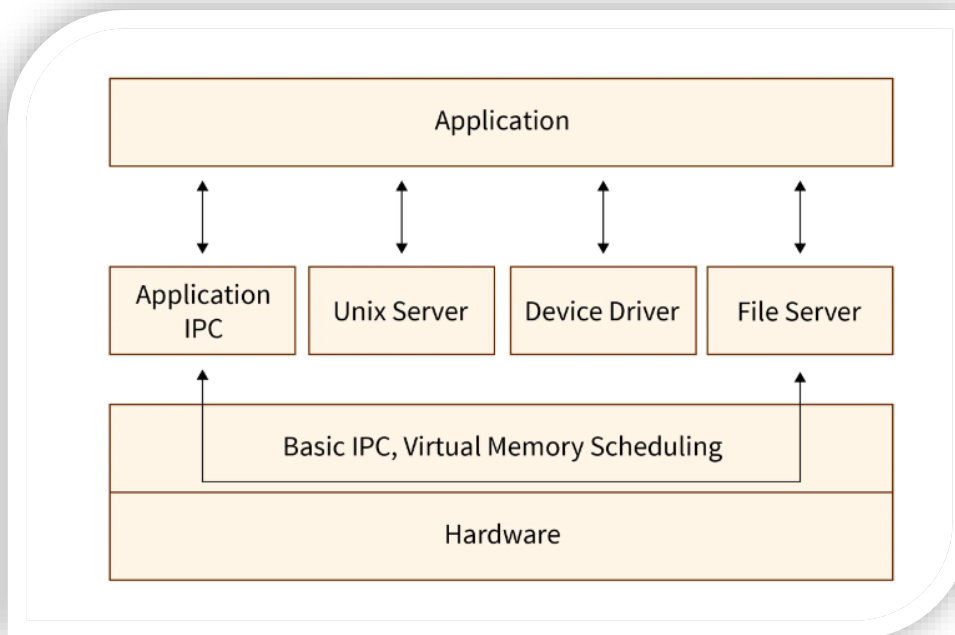 Application
Application
IPC
Unix Server
Device Driver
File Server
Basic IPC, Virtual Memory Scheduling
Hardware